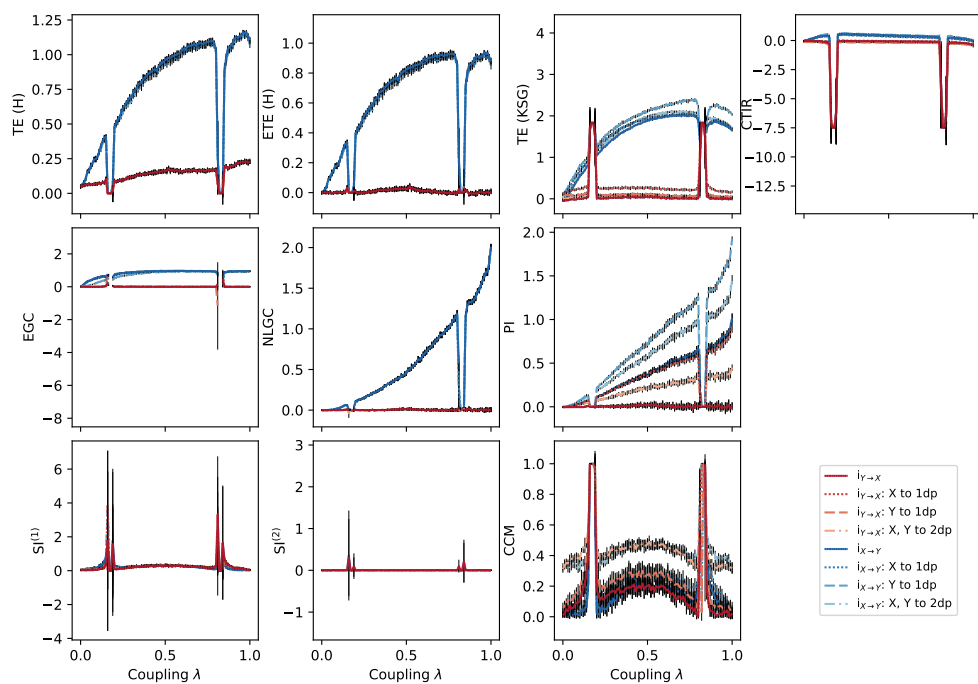 1.25
1.00
0.75
0.50
0.25
0.00
TE (H)
1.0
0.8
0.6
0.4
0.2
0.0
ETE (H)
4
2
0
TE (KSG)
0.0
−2.5
−5.0
−7.5
−10.0
−12.5
CTIR
2
0
−2
−4
−6
−8
EGC
2.0
1.5
1.0
0.5
0.0
NLGC
2.0
1.5
1.0
0.5
0.0
PI
6
4
2
0
−2
−4
SI(1)
0.0 0.5 1.0
Coupling λ
3
2
1
0
−1
SI(2)
0.0 0.5 1.0
Coupling λ
1.0
0.8
0.6
0.4
0.2
0.0
CCM
0.0 0.5 1.0
Coupling λ
iY→X
iY→X: X to 1dp
iY→X: Y to 1dp
iY→X: X, Y to 2dp
iX→Y
iX→Y: X to 1dp
iX→Y: Y to 1dp
iX→Y: X, Y to 2dp